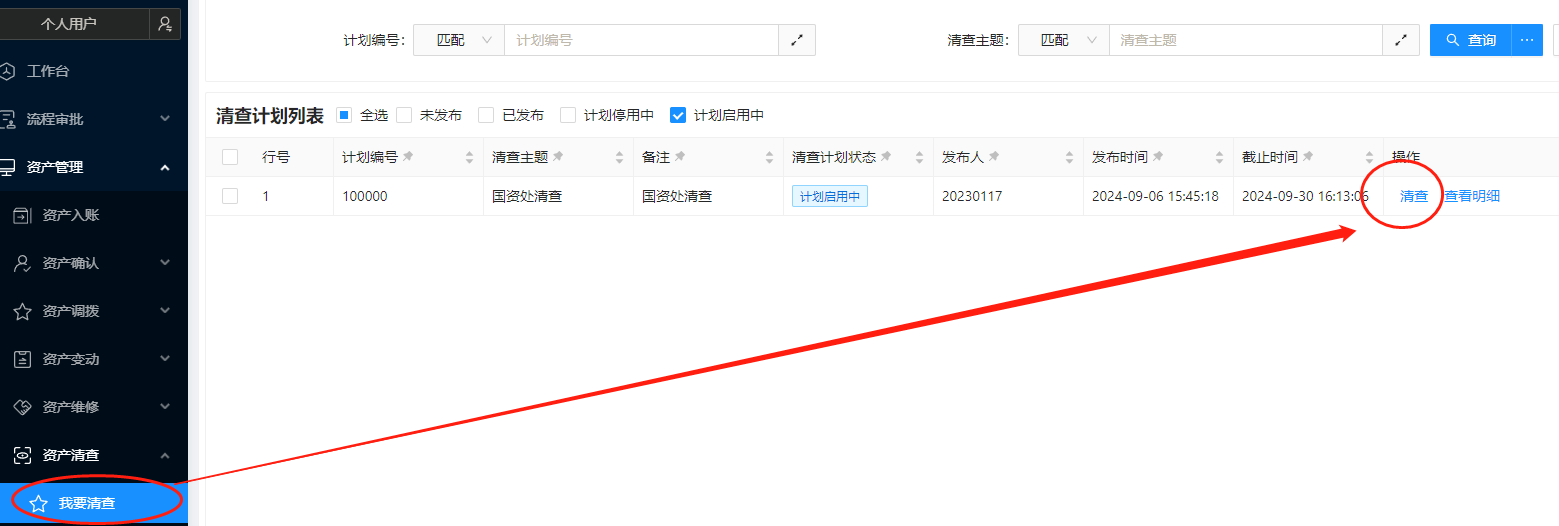 个人用户
工作台
流程审批
资产管理
资产入账
资产确认
资产调拨
资产变动
资产维修
资产清查
我要清查
计划编号: 匹配 计划编号 清查主题: 匹配 清查主题 查询 ···
清查计划列表 全选 未发布 已发布 计划停用中 计划启用中
行号 计划编号 清查主题 备注 清查计划状态 发布人 发布时间 截止时间 操作
1 100000 国资处清查 国资处清查 计划启用中 20230117 2024-09-06 15:45:18 2024-09-30 16:13:06 清查 查看明细